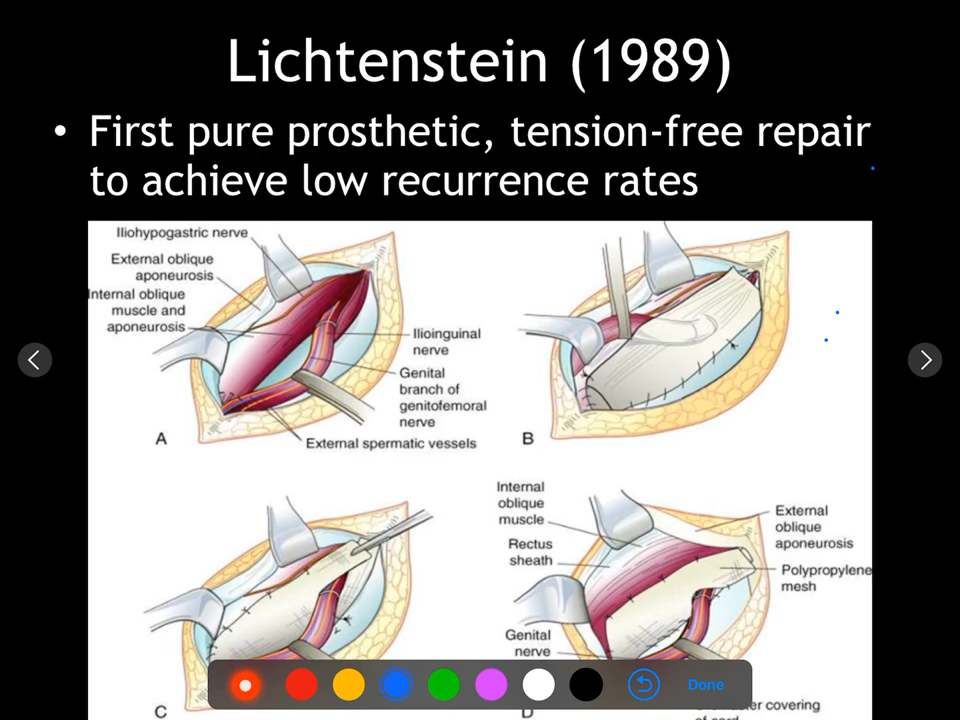 Lichtenstein (1989)
• First pure prosthetic, tension-free repair
to achieve low recurrence rates
Iliohypogastric nerve
External oblique
aponeurosis
Internal oblique
muscle and
aponeurosis
Ilioinguinal
nerve
Genital
branch of
genitofemoral
nerve
External spermatic vessels
A
B
Internal
oblique
muscle
Rectus
sheath
Genital
nerve
External
oblique
aponeurosis
Polypropylene
mesh
C
D
covering
Done